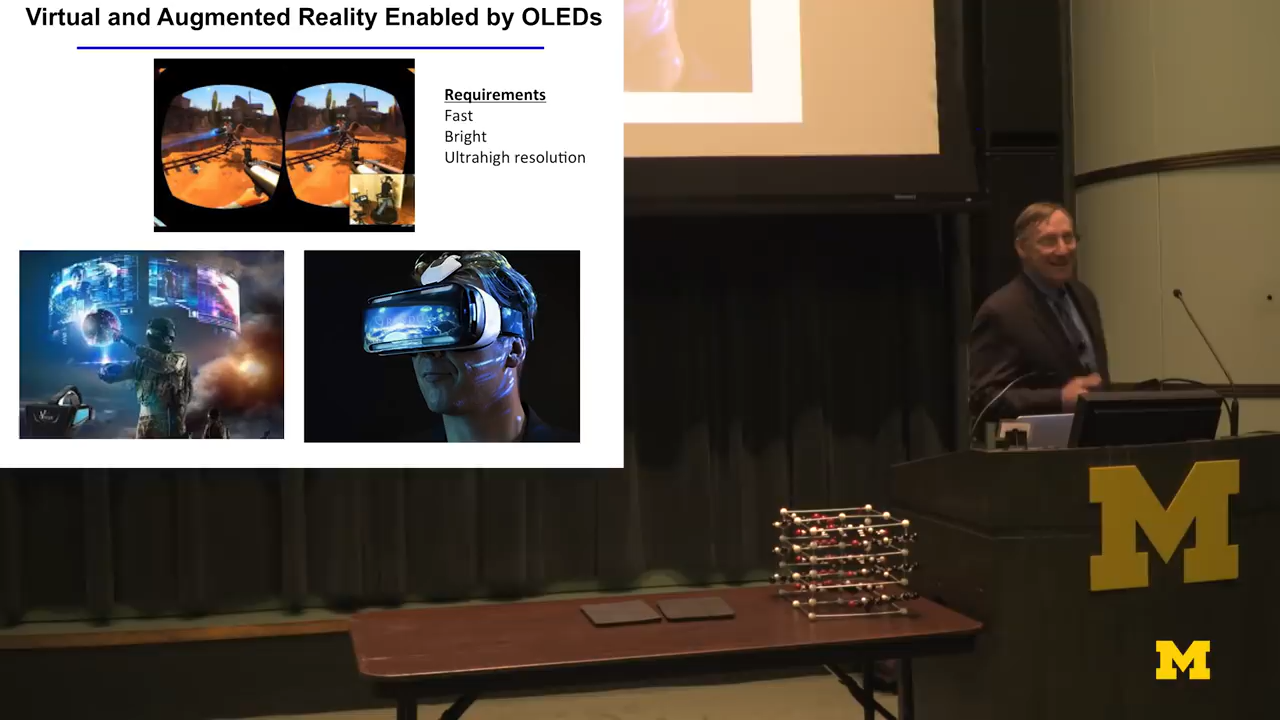 Virtual and Augmented Reality Enabled by OLEDs
Requirements
Fast
Bright
Ultrahigh resolution
M
M